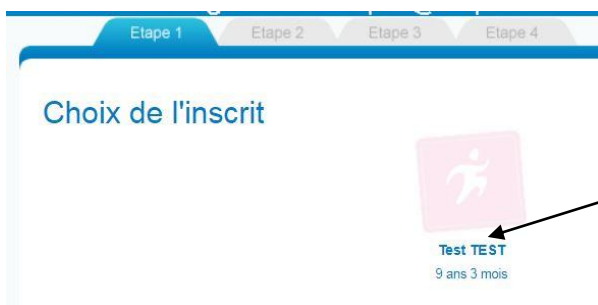 Etape 1 Etape 2 Etape 3 Etape 4
Choix de l'inscrit
Test TEST
9 ans 3 mois